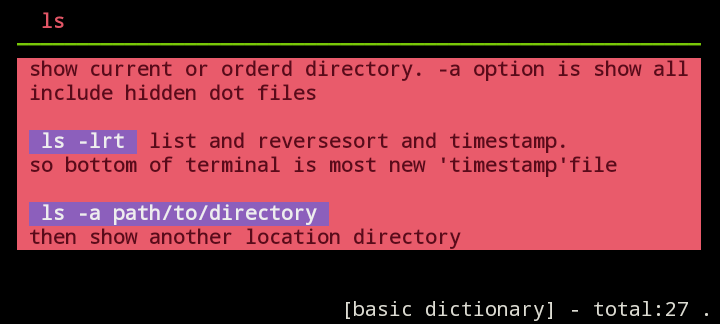 ls
show current or orderd directory. -a option is show all
include hidden dot files
ls -lrt list and reversesort and timestamp.
so bottom of terminal is most new 'timestamp'file
ls -a path/to/directory
then show another location directory
[basic dictionary] - total:27 .